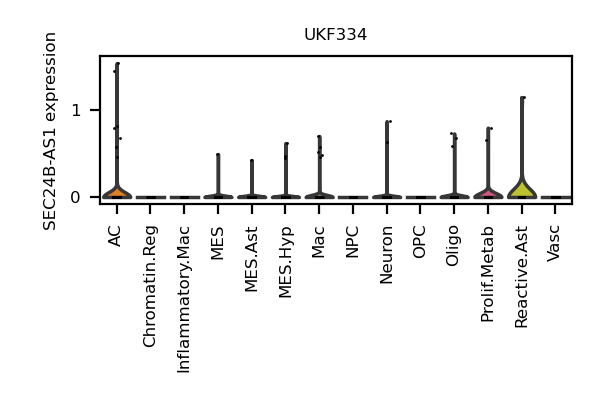 UKF334
SEC24B-AS1 expression
1
0
AC
Chromatin.Reg
Inflammatory.Mac
MES
MES.Ast
MES.Hyp
Mac
NPC
Neuron
OPC
Oligo
Prolif.Metab
Reactive.Ast
Vasc